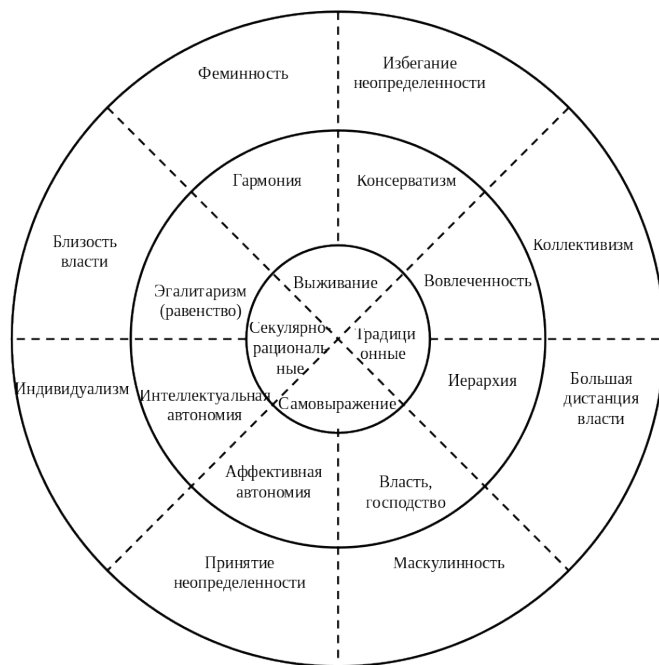 Феминность
Избегание
неопределенности
Гармония
Консерватизм
Близость
власти
Коллективизм
Эгалитаризм
(равенство)
Выживание
Вовлеченность
Секулярно-
рациональ
ные
Традици
онные
Индивидуализм
Интеллектуальная
автономия
Самовыражение
Иерархия
Большая
дистанция
власти
Аффективная
автономия
Власть,
господство
Принятие
неопределенности
Маскулинность